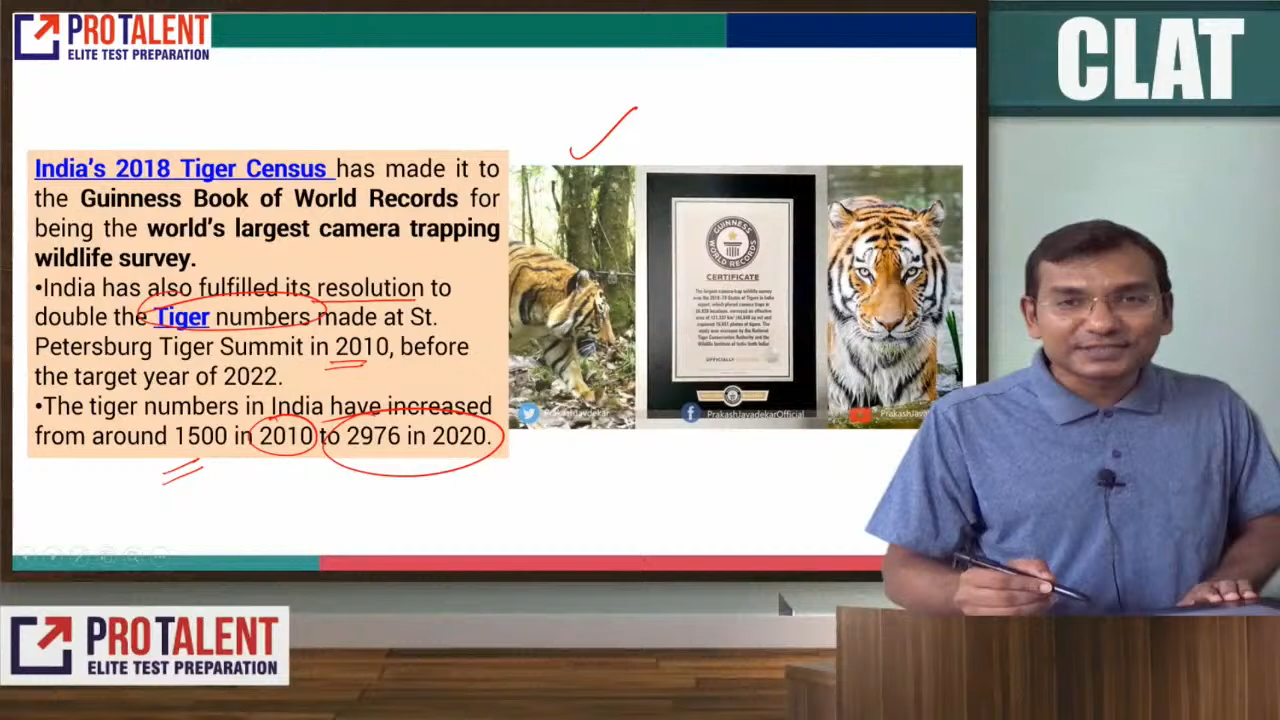 PROTALENT
ELITE TEST PREPARATION
CLAT
India's 2018 Tiger Census has made it to
the Guinness Book of World Records for
being the world's largest camera trapping
wildlife survey.
•India has also fulfilled its resolution to
double the Tiger numbers made at St.
Petersburg Tiger Summit in 2010, before
the target year of 2022.
•The tiger numbers in India have increased
from around 1500 in 2010 to 2976 in 2020.
GUINNESS
WORLD RECORDS
CERTIFICATE
OFFICIALLY
PrakashJavdekar
PrakashJavadekarOfficial
PrakashJava
PROTALENT
ELITE TEST PREPARATION